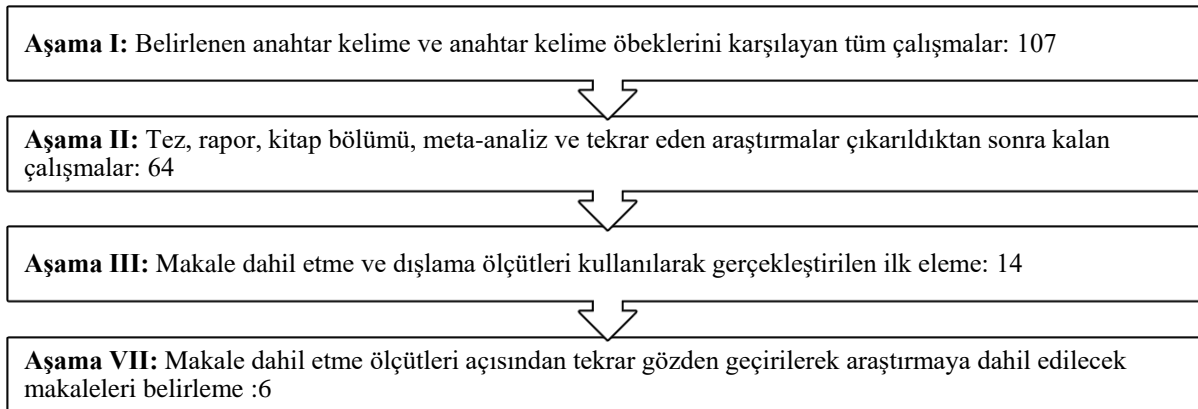 Aşama I: Belirlenen anahtar kelime ve anahtar kelime öbeklerini karşılayan tüm çalışmalar: 107
Aşama II: Tez, rapor, kitap bölümü, meta-analiz ve tekrar eden araştırmalar çıkarıldıktan sonra kalan
çalışmalar: 64
Aşama III: Makale dahil etme ve dışlama ölçütleri kullanılarak gerçekleştirilen ilk eleme: 14
Aşama VII: Makale dahil etme ölçütleri açısından tekrar gözden geçirilerek araştırmaya dahil edilecek
makaleleri belirleme :6